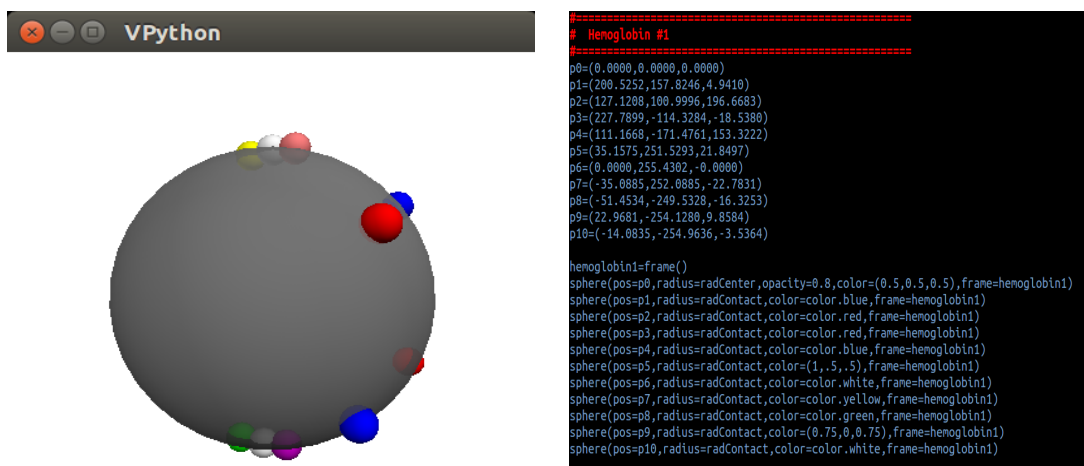 VPython
#====================================================
#  Hemoglobin #1
#====================================================
p0=(0.0000,0.0000,0.0000)
p1=(200.5252,157.8246,4.9410)
p2=(127.1208,100.9996,196.6683)
p3=(227.7899,-114.3284,-18.5380)
p4=(111.1668,-171.4761,153.3222)
p5=(35.1575,251.5293,21.8497)
p6=(0.0000,255.4302,-0.0000)
p7=(-35.0885,252.0885,-22.7831)
p8=(-51.4534,-249.5328,-16.3253)
p9=(22.9681,-254.1280,9.8584)
p10=(-14.0835,-254.9636,-3.5364)
hemoglobin1=frame()
sphere(pos=p0,radius=radCenter,opacity=0.8,color=(0.5,0.5,0.5),frame=hemoglobin1)
sphere(pos=p1,radius=radContact,color=color.blue,frame=hemoglobin1)
sphere(pos=p2,radius=radContact,color=color.red,frame=hemoglobin1)
sphere(pos=p3,radius=radContact,color=color.red,frame=hemoglobin1)
sphere(pos=p4,radius=radContact,color=color.blue,frame=hemoglobin1)
sphere(pos=p5,radius=radContact,color=(1,.5,.5),frame=hemoglobin1)
sphere(pos=p6,radius=radContact,color=color.white,frame=hemoglobin1)
sphere(pos=p7,radius=radContact,color=color.yellow,frame=hemoglobin1)
sphere(pos=p8,radius=radContact,color=color.green,frame=hemoglobin1)
sphere(pos=p9,radius=radContact,color=(0.75,0,0.75),frame=hemoglobin1)
sphere(pos=p10,radius=radContact,color=color.white,frame=hemoglobin1)